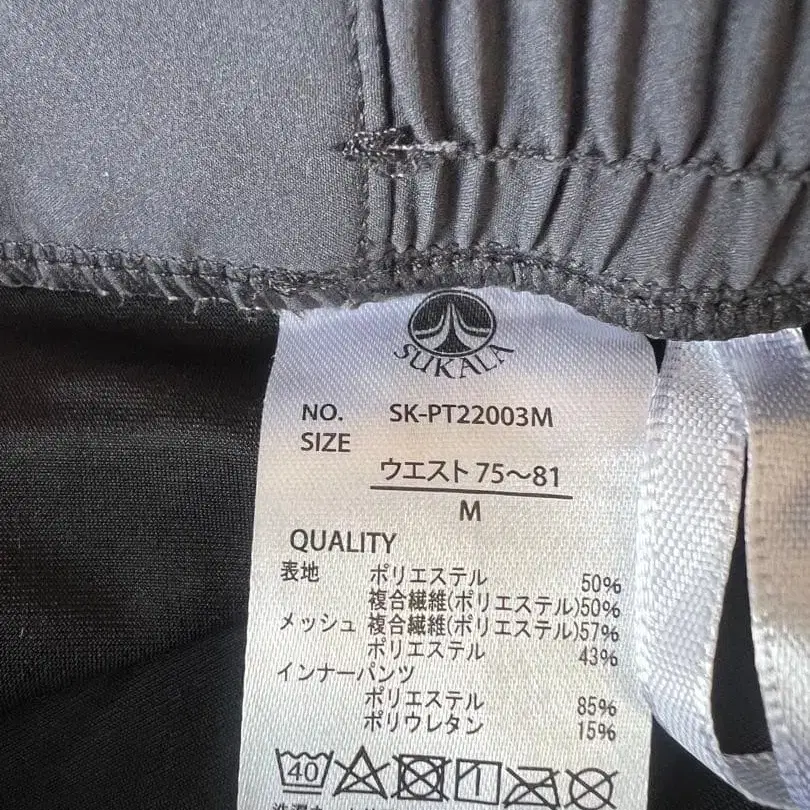 SUKALA
NO. SK-PT22003M
SIZE
ウエスト 75〜81
M
QUALITY
表地 ポリエステル 50%
複合繊維(ポリエステル)50%
メッシュ 複合繊維(ポリエステル)57%
ポリエステル 43%
インナーパンツ
ポリエステル 85%
ポリウレタン 15%
40